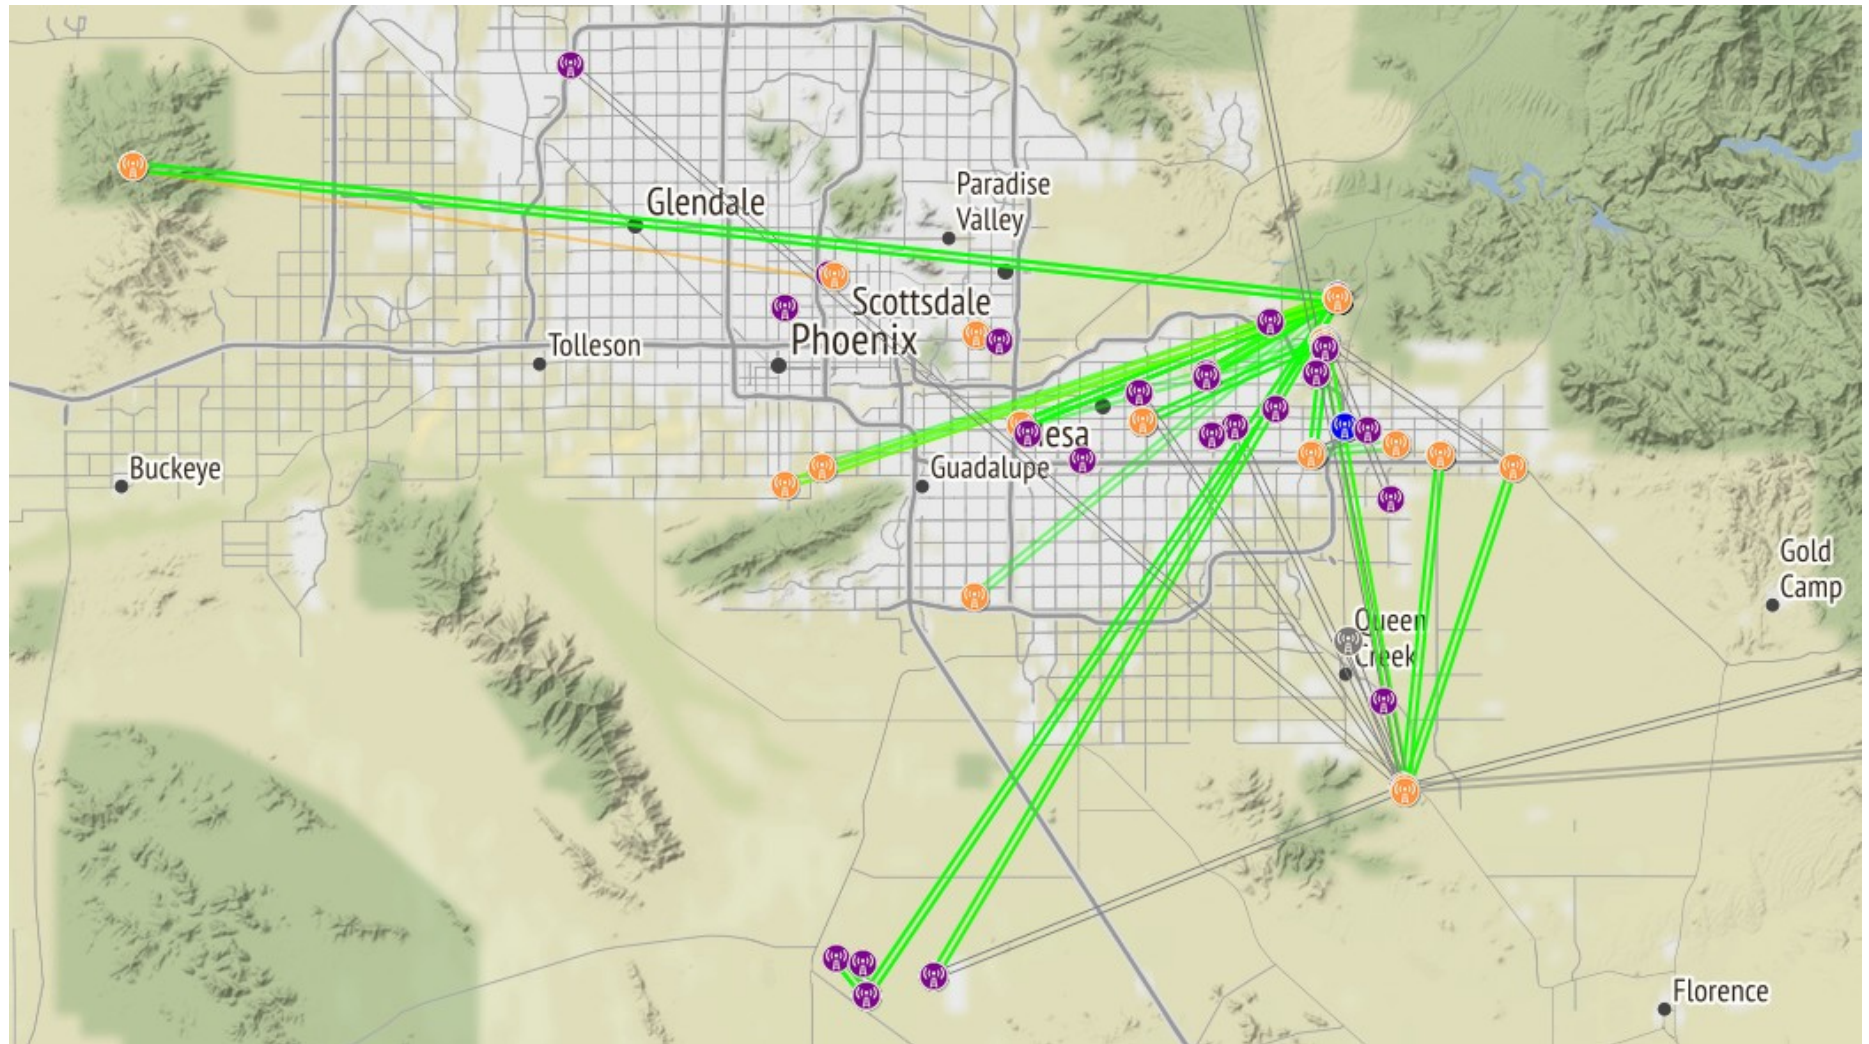 Paradise
Valley
Glendale
Scottsdale
Phoenix
Tolleson
esa
Buckeye
Guadalupe
Gold
Camp
Queen
Creek
Florence